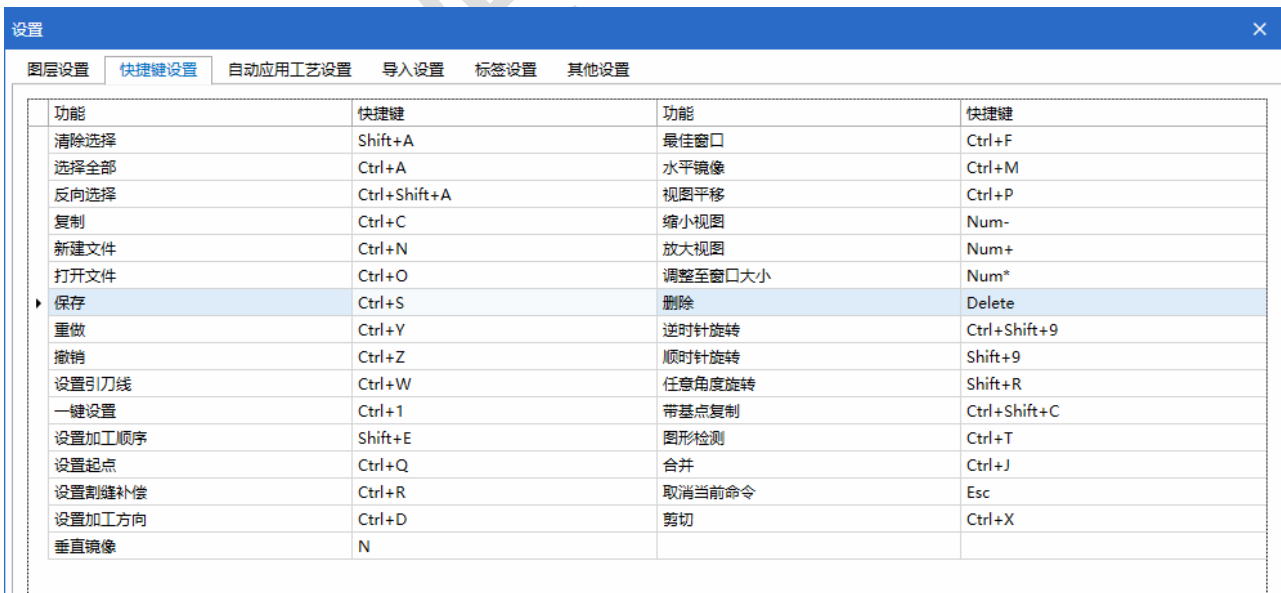 设置
图层设置 快捷键设置 自动应用工艺设置 导入设置 标签设置 其他设置
功能 快捷键 功能 快捷键
清除选择 Shift+A 最佳窗口 Ctrl+F
选择全部 Ctrl+A 水平镜像 Ctrl+M
反向选择 Ctrl+Shift+A 视图平移 Ctrl+P
复制 Ctrl+C 缩小视图 Num-
新建文件 Ctrl+N 放大视图 Num+
打开文件 Ctrl+O 调整至窗口大小 Num*
保存 Ctrl+S 删除 Delete
重做 Ctrl+Y 逆时针旋转 Ctrl+Shift+9
撤销 Ctrl+Z 顺时针旋转 Shift+9
设置引刀线 Ctrl+W 任意角度旋转 Shift+R
一键设置 Ctrl+1 带基点复制 Ctrl+Shift+C
设置加工顺序 Shift+E 图形检测 Ctrl+T
设置起点 Ctrl+Q 合并 Ctrl+J
设置割缝补偿 Ctrl+R 取消当前命令 Esc
设置加工方向 Ctrl+D 剪切 Ctrl+X
垂直镜像 N